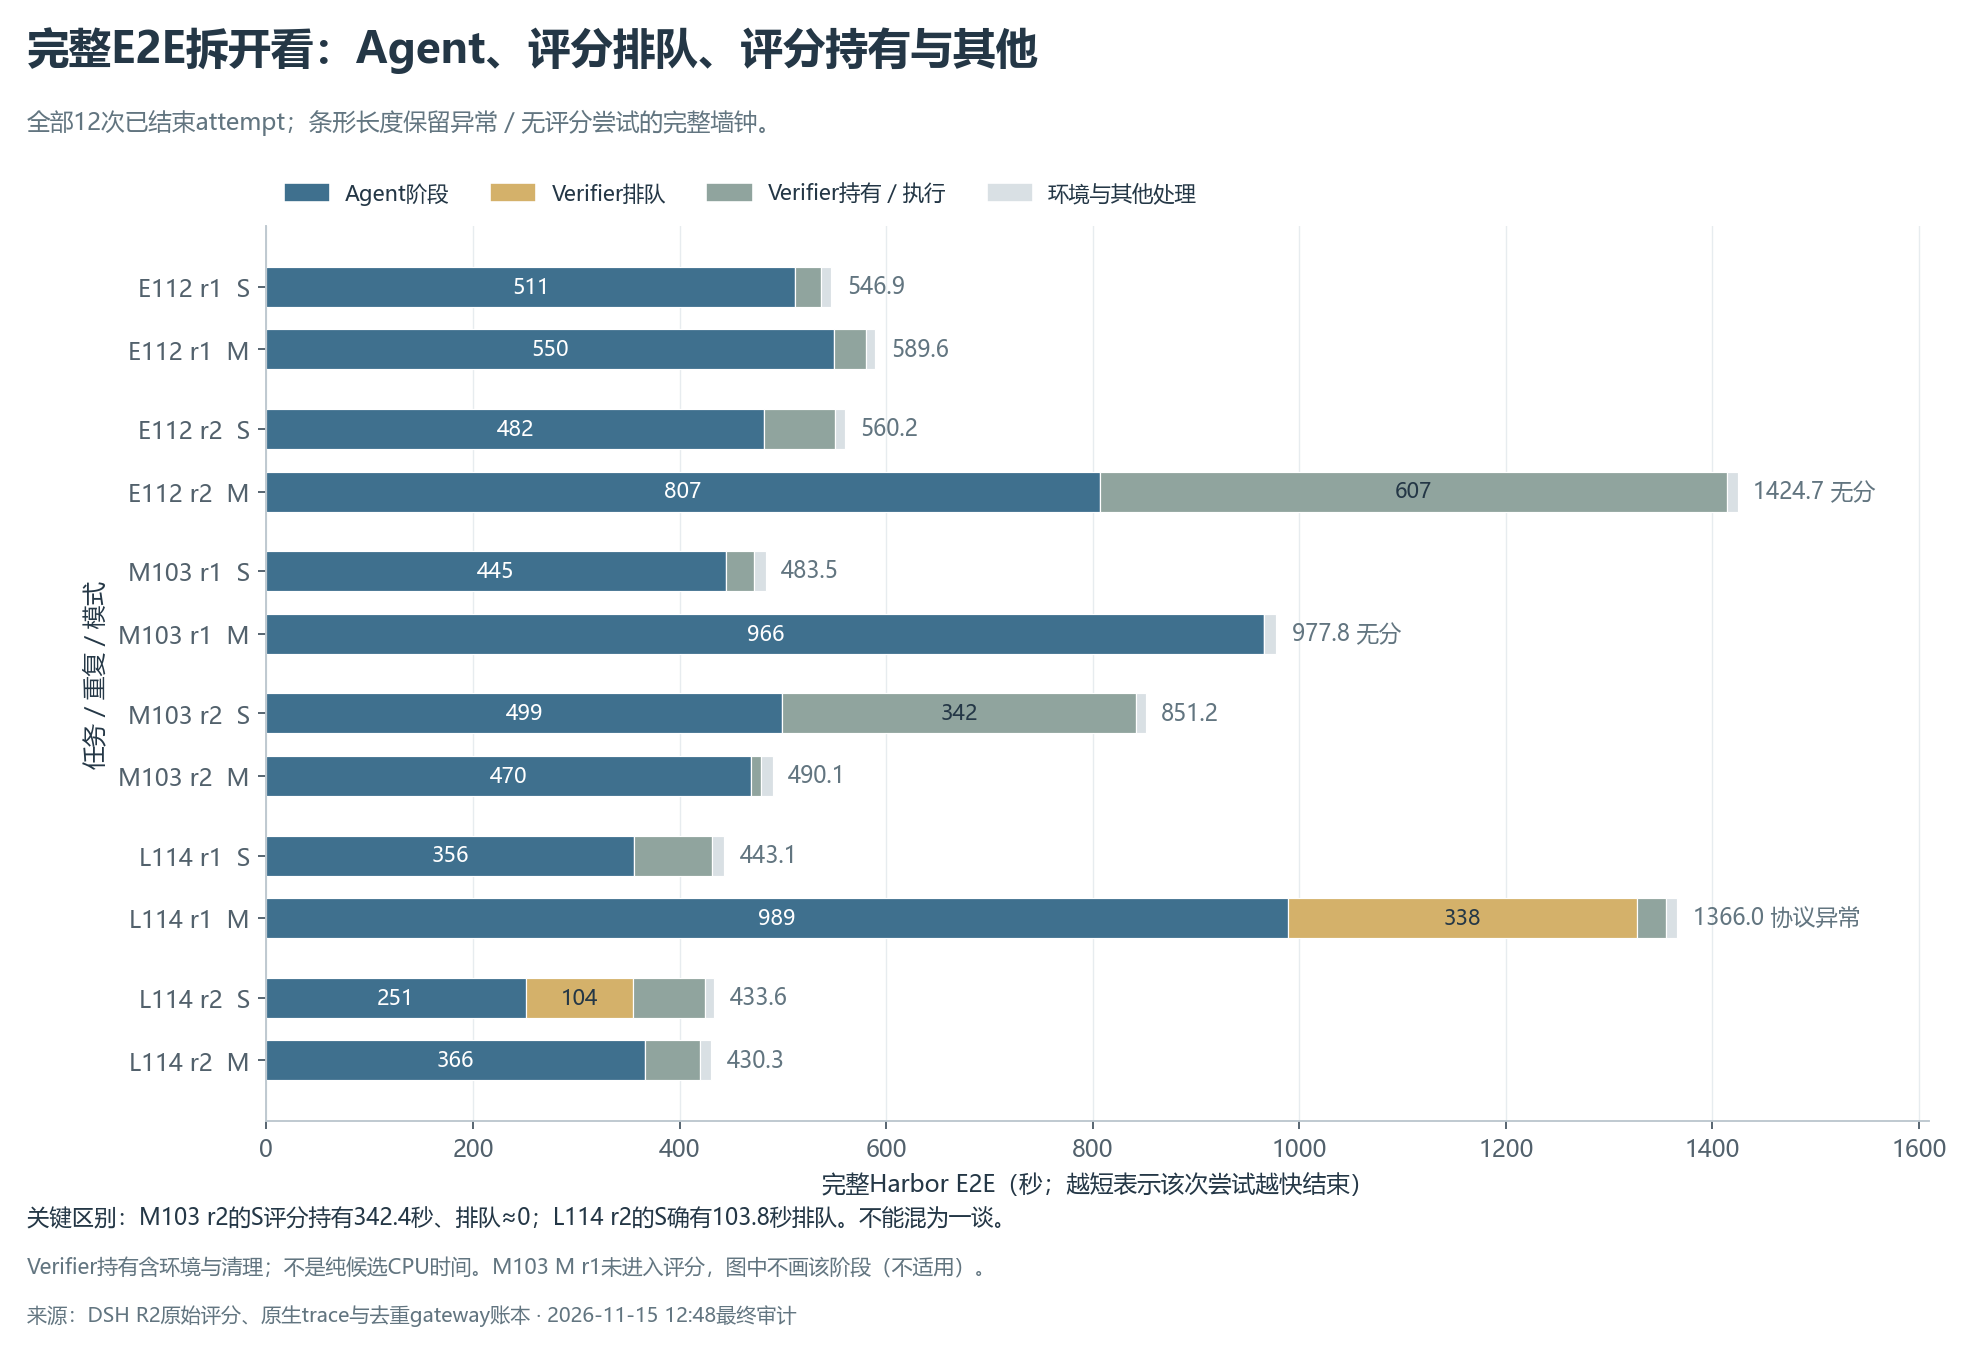 完整E2E拆开看：Agent、评分排队、评分持有与其他
全部12次已结束attempt；条形长度保留异常 / 无评分尝试的完整墙钟。
Agent阶段
Verifier排队
Verifier持有 / 执行
环境与其他处理
任务 / 重复 / 模式
E112 r1 S 511 546.9
E112 r1 M 550 589.6
E112 r2 S 482 560.2
E112 r2 M 807 607 1424.7 无分
M103 r1 S 445 483.5
M103 r1 M 966 977.8 无分
M103 r2 S 499 342 851.2
M103 r2 M 470 490.1
L114 r1 S 356 443.1
L114 r1 M 989 338 1366.0 协议异常
L114 r2 S 251 104 433.6
L114 r2 M 366 430.3
0 200 400 600 800 1000 1200 1400 1600
完整Harbor E2E（秒；越短表示该次尝试越快结束）
关键区别：M103 r2的S评分持有342.4秒、排队≈0；L114 r2的S确有103.8秒排队。不能混为一谈。
Verifier持有含环境与清理；不是纯候选CPU时间。M103 M r1未进入评分，图中不画该阶段（不适用）。
来源：DSH R2原始评分、原生trace与去重gateway账本 · 2026-11-15 12:48最终审计